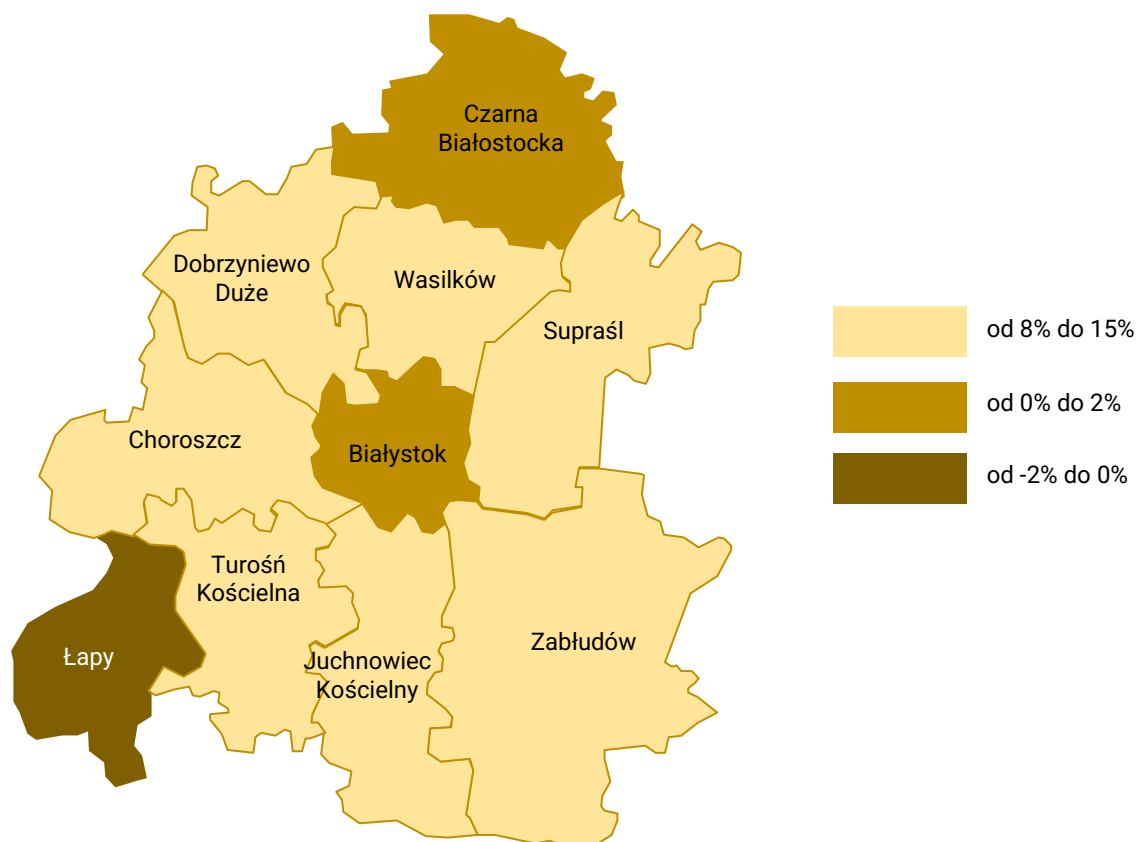 Czarna
Białostocka
Dobrzyniewo
Duże
Wasilków
Supraśl
od 8% do 15%
od 0% do 2%
od -2% do 0%
Choroszcz
Białystok
Turośń
Kościelna
Łapy
Juchnowiec
Kościelny
Zabłudów